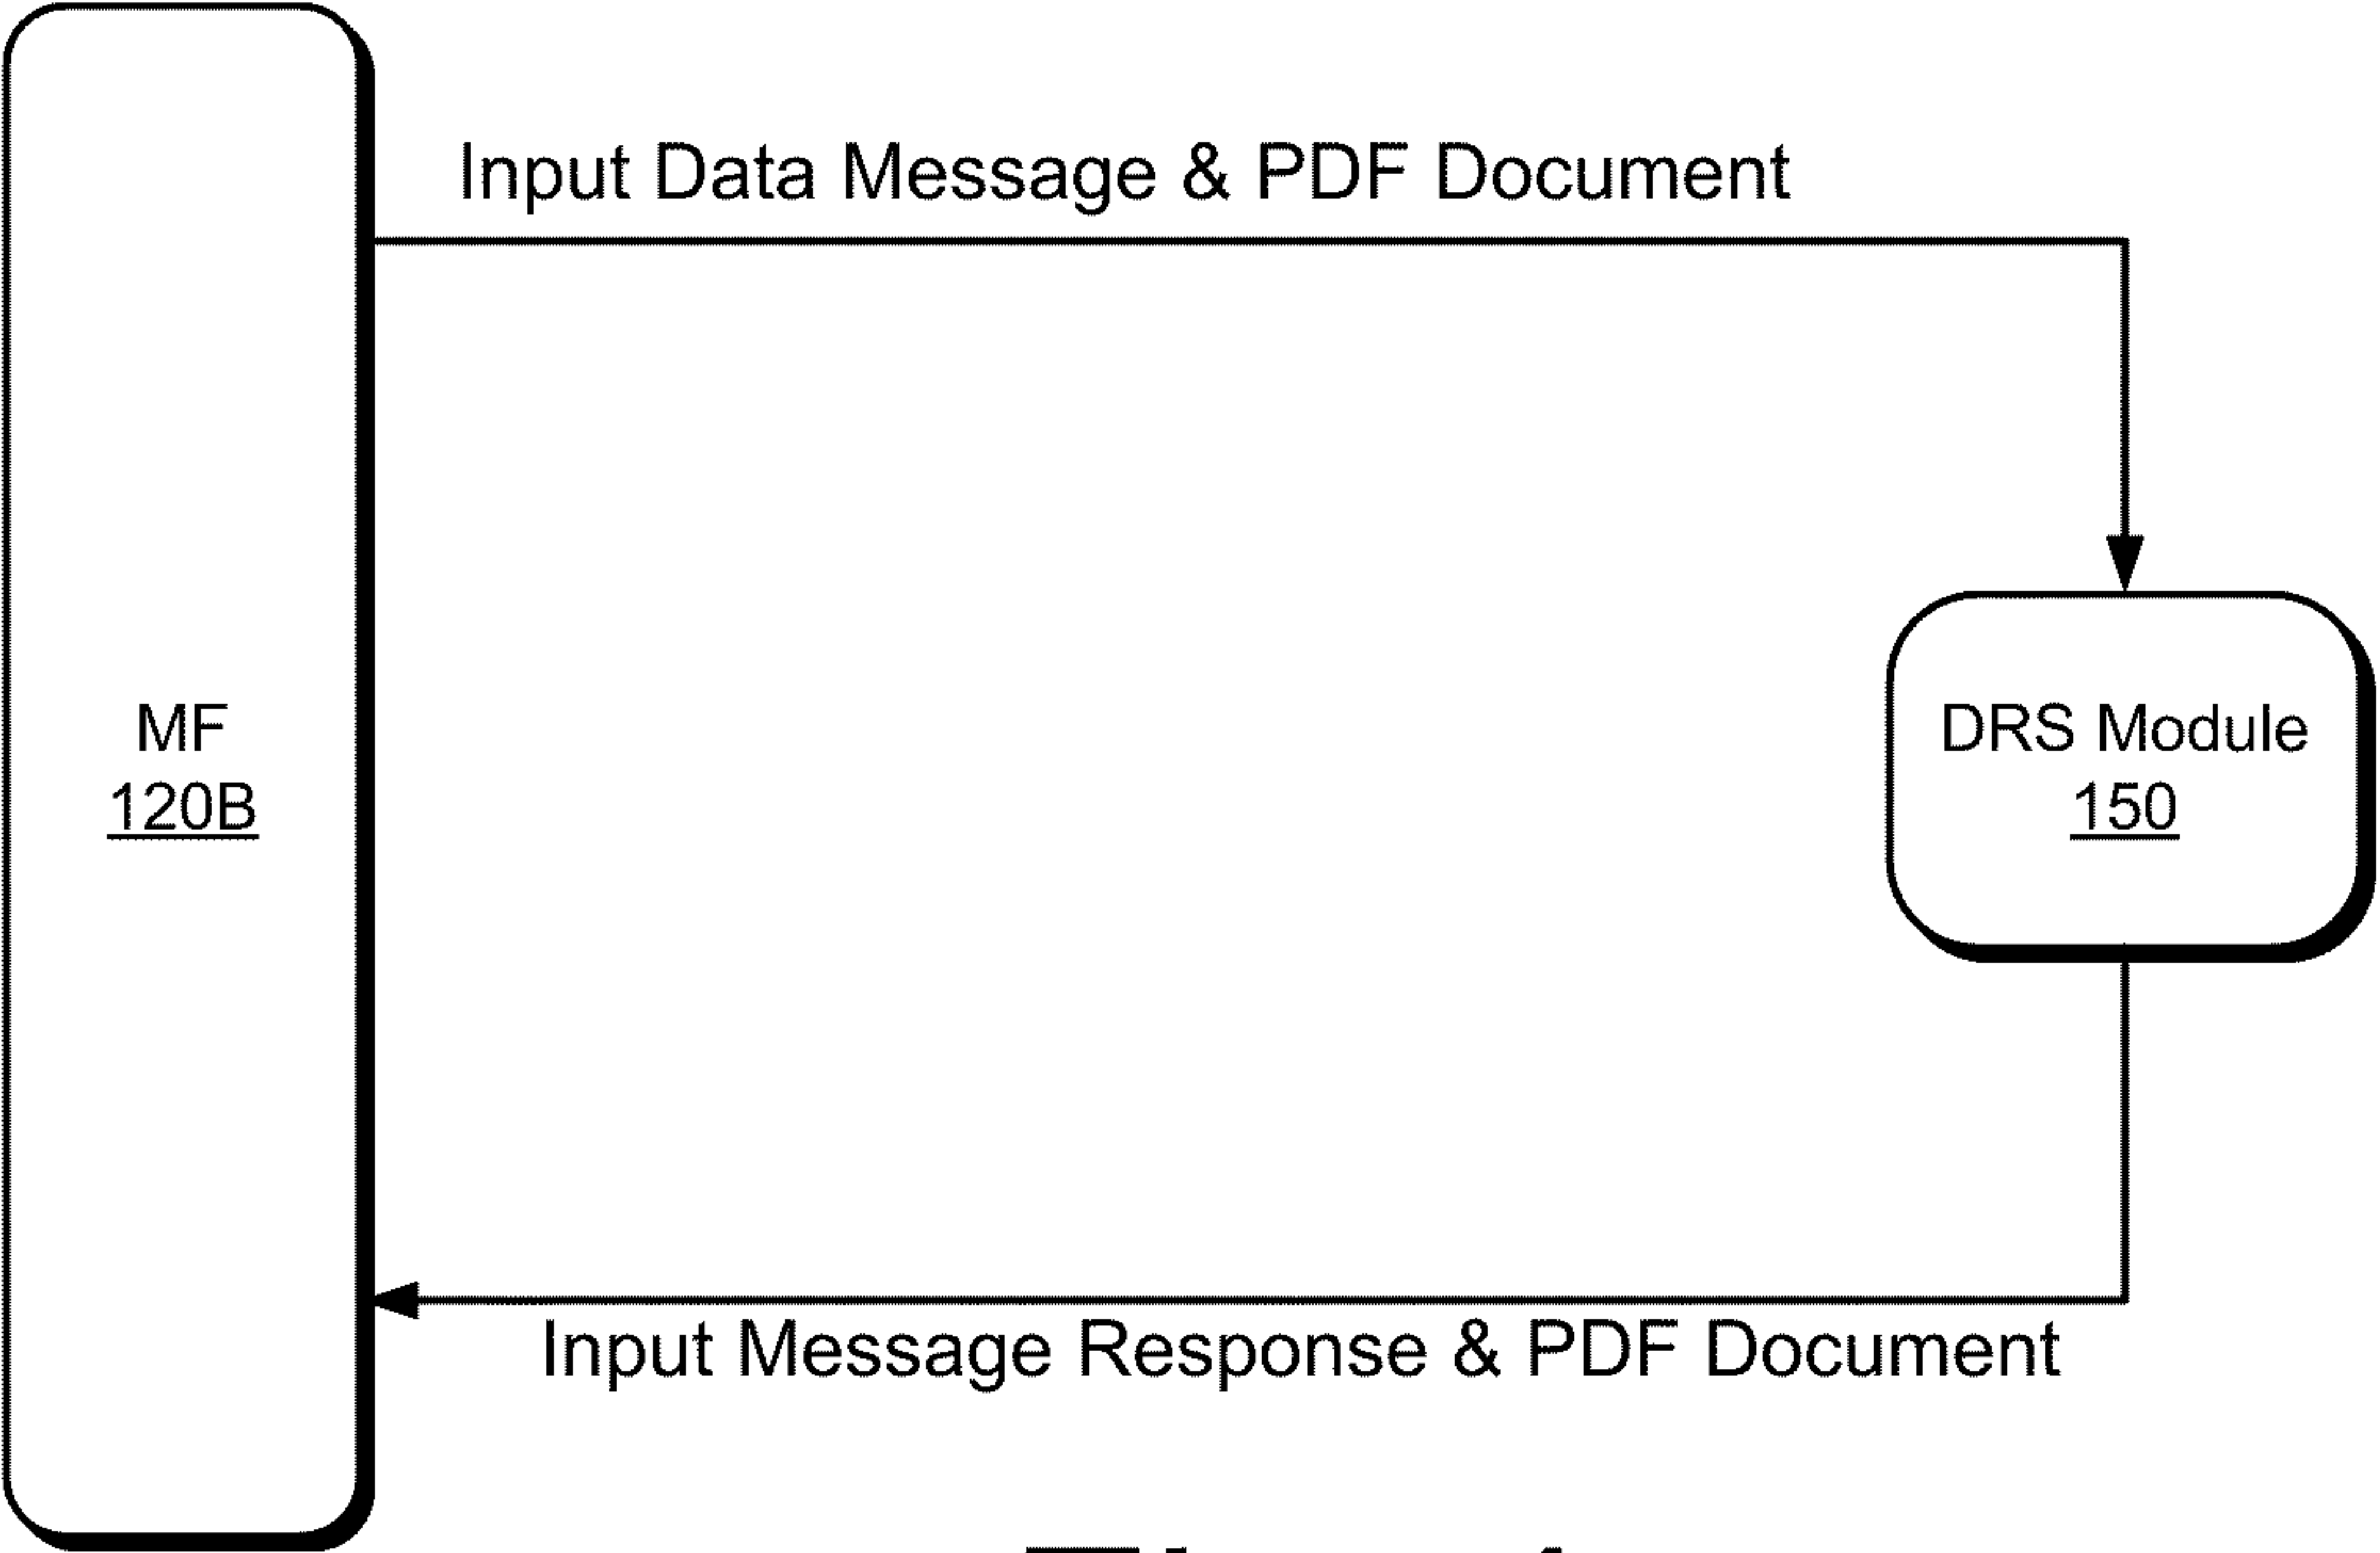 Input Data Message & PDF Document
MF
120B
DRS Module
150
Input Message Response & PDF Document